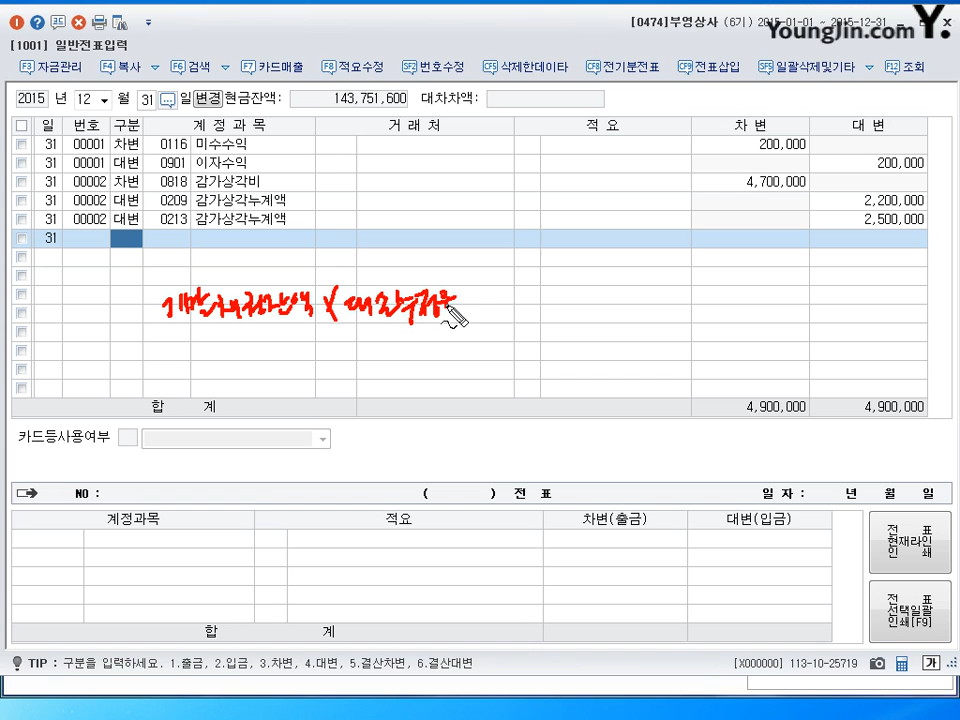 [0474]부영상사 (6기) 2015-01-01 ~ 2015-12-31
YoungJin.com Y.
[1001] 일반전표입력
F3 자금관리 F4 복사 F6 검색 F7 카드매출 F8 적요수정 SF2 번호수정 CF5 삭제한데이타 CF8 전기분전표 CF9 전표삽입 SF5 일괄삭제및기타 F12 조회
2015 년 12 월 31 ... 일 변경 현금잔액: 143,751,600 대차차액:
일 번호 구분 계 정 과 목 거 래 처 적 요 차 변 대 변
31 00001 차변 0116 미수수익 200,000
31 00001 대변 0901 이자수익 200,000
31 00002 차변 0818 감가상각비 4,700,000
31 00002 대변 0209 감가상각누계액 2,200,000
31 00002 대변 0213 감가상각누계액 2,500,000
31
합 계 4,900,000 4,900,000
카드등사용여부
NO : ( ) 전 표 일 자 : 년 월 일
계정과목 적요 차변(출금) 대변(입금)
전 표
현재라인
인 쇄
전 표
선택일괄
인쇄[F9]
합 계
TIP : 구분을 입력하세요. 1.출금, 2.입금, 3.차변, 4.대변, 5.결산차변, 6.결산대변 [X000000] 113-10-25719 가